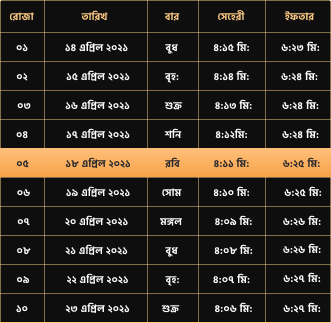 রোজা তারিখ বার সেহেরী ইফতার
০১ ১৪ এপ্রিল ২০২১ বুধ ৪:১৫ মি: ৬:২৩ মি:
০২ ১৫ এপ্রিল ২০২১ বৃহ: ৪:১৪ মি: ৬:২৪ মি:
০৩ ১৬ এপ্রিল ২০২১ শুক্র ৪:১৩ মি: ৬:২৪ মি:
০৪ ১৭ এপ্রিল ২০২১ শনি ৪:১২মি: ৬:২৪ মি:
০৫ ১৮ এপ্রিল ২০২১ রবি ৪:১১ মি: ৬:২৫ মি:
০৬ ১৯ এপ্রিল ২০২১ সোম ৪:১০ মি: ৬:২৫ মি:
০৭ ২০ এপ্রিল ২০২১ মঙ্গল ৪:০৯ মি: ৬:২৬ মি:
০৮ ২১ এপ্রিল ২০২১ বুধ ৪:০৮ মি: ৬:২৬ মি:
০৯ ২২ এপ্রিল ২০২১ বৃহ: ৪:০৭ মি: ৬:২৭ মি:
১০ ২৩ এপ্রিল ২০২১ শুক্র ৪:০৬ মি: ৬:২৭ মি: